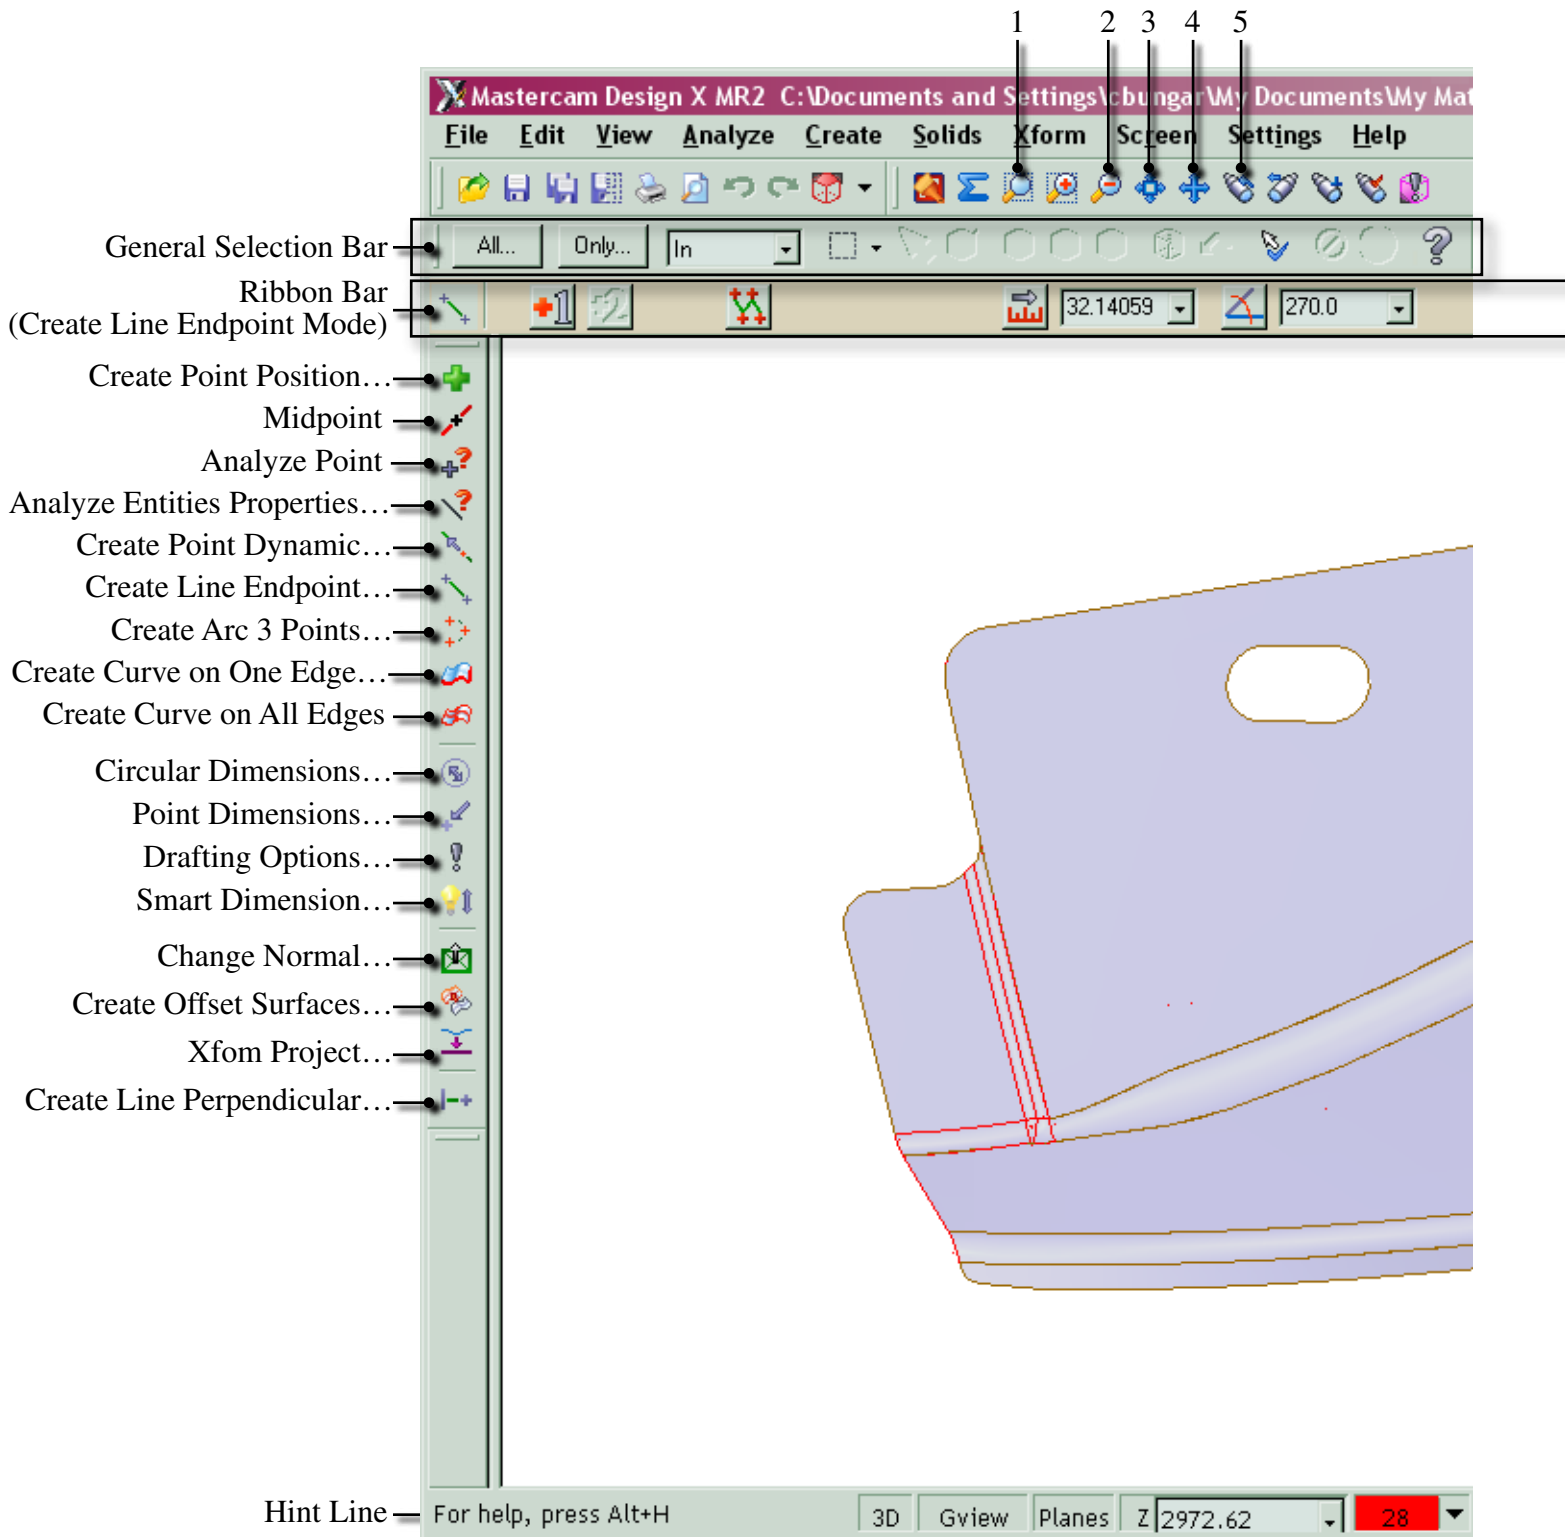 1 2 3 4 5
Mastercam Design X MR2 C:\Documents and Settings\cbungar\My Documents\My Mat
File Edit View Analyze Create Solids Xform Screen Settings Help
General Selection Bar
All... Only... In
Ribbon Bar
(Create Line Endpoint Mode)
32.14059 270.0
Create Point Position…
Midpoint
Analyze Point
Analyze Entities Properties…
Create Point Dynamic…
Create Line Endpoint…
Create Arc 3 Points…
Create Curve on One Edge…
Create Curve on All Edges
Circular Dimensions…
Point Dimensions…
Drafting Options…
Smart Dimension…
Change Normal…
Create Offset Surfaces…
Xfom Project…
Create Line Perpendicular…
Hint Line
For help, press Alt+H 3D Gview Planes Z 2972.62 28